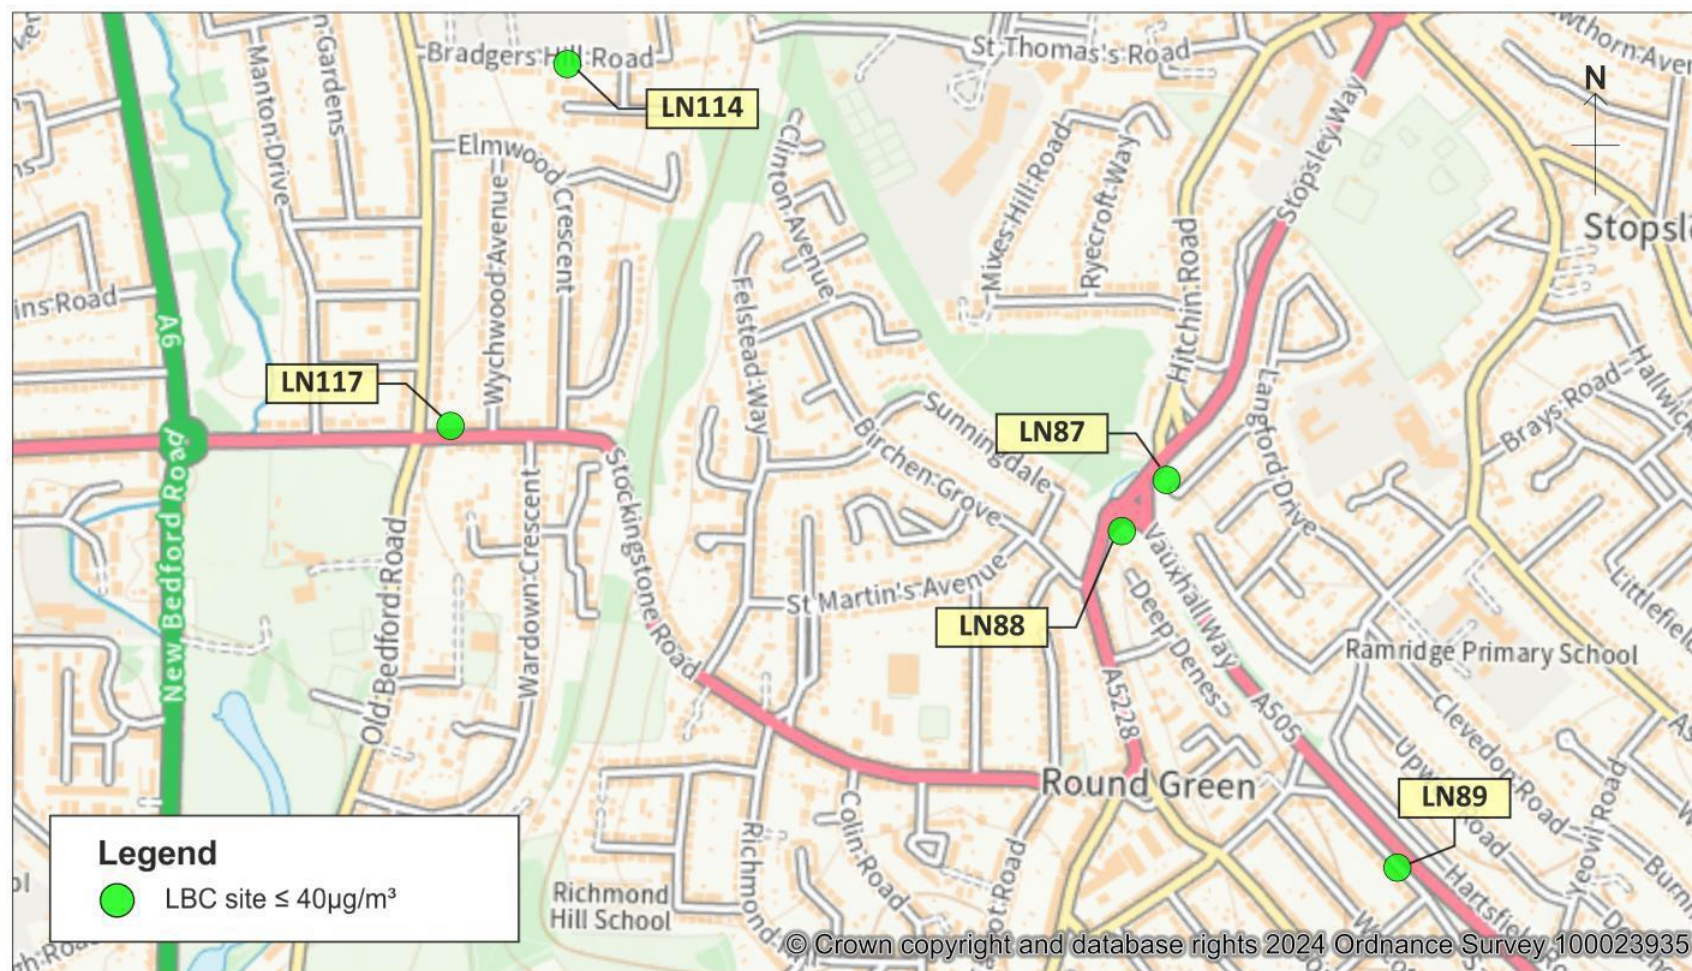 Bradgers Hill Road
St Thomas's Road
N
Manton Drive
Gardens
LN114
Elmwood Crescent
Clinton Avenue
Stopsley Way
Mixes Hill Road
Ryecroft Way
Wychwood Avenue
Hitchin Road
ins Road
A6
Felstead Way
LN117
Langford Drive
Brays Road
Sunningdale
LN87
Birchen Grove
New Bedford Road
Stockingstone Road
Old Bedford Road
Wardown Crescent
St Martin's Avenue
Vauxhall Way
Deep Denes
LN88
Ramridge Primary School
A5228
A505
Clevedon Road
Round Green
LN89
Yeovil Road
Colin Road
Richmond
Legend
LBC site ≤ 40µg/m³
Richmond
Hill School
© Crown copyright and database rights 2024 Ordnance Survey 100023935